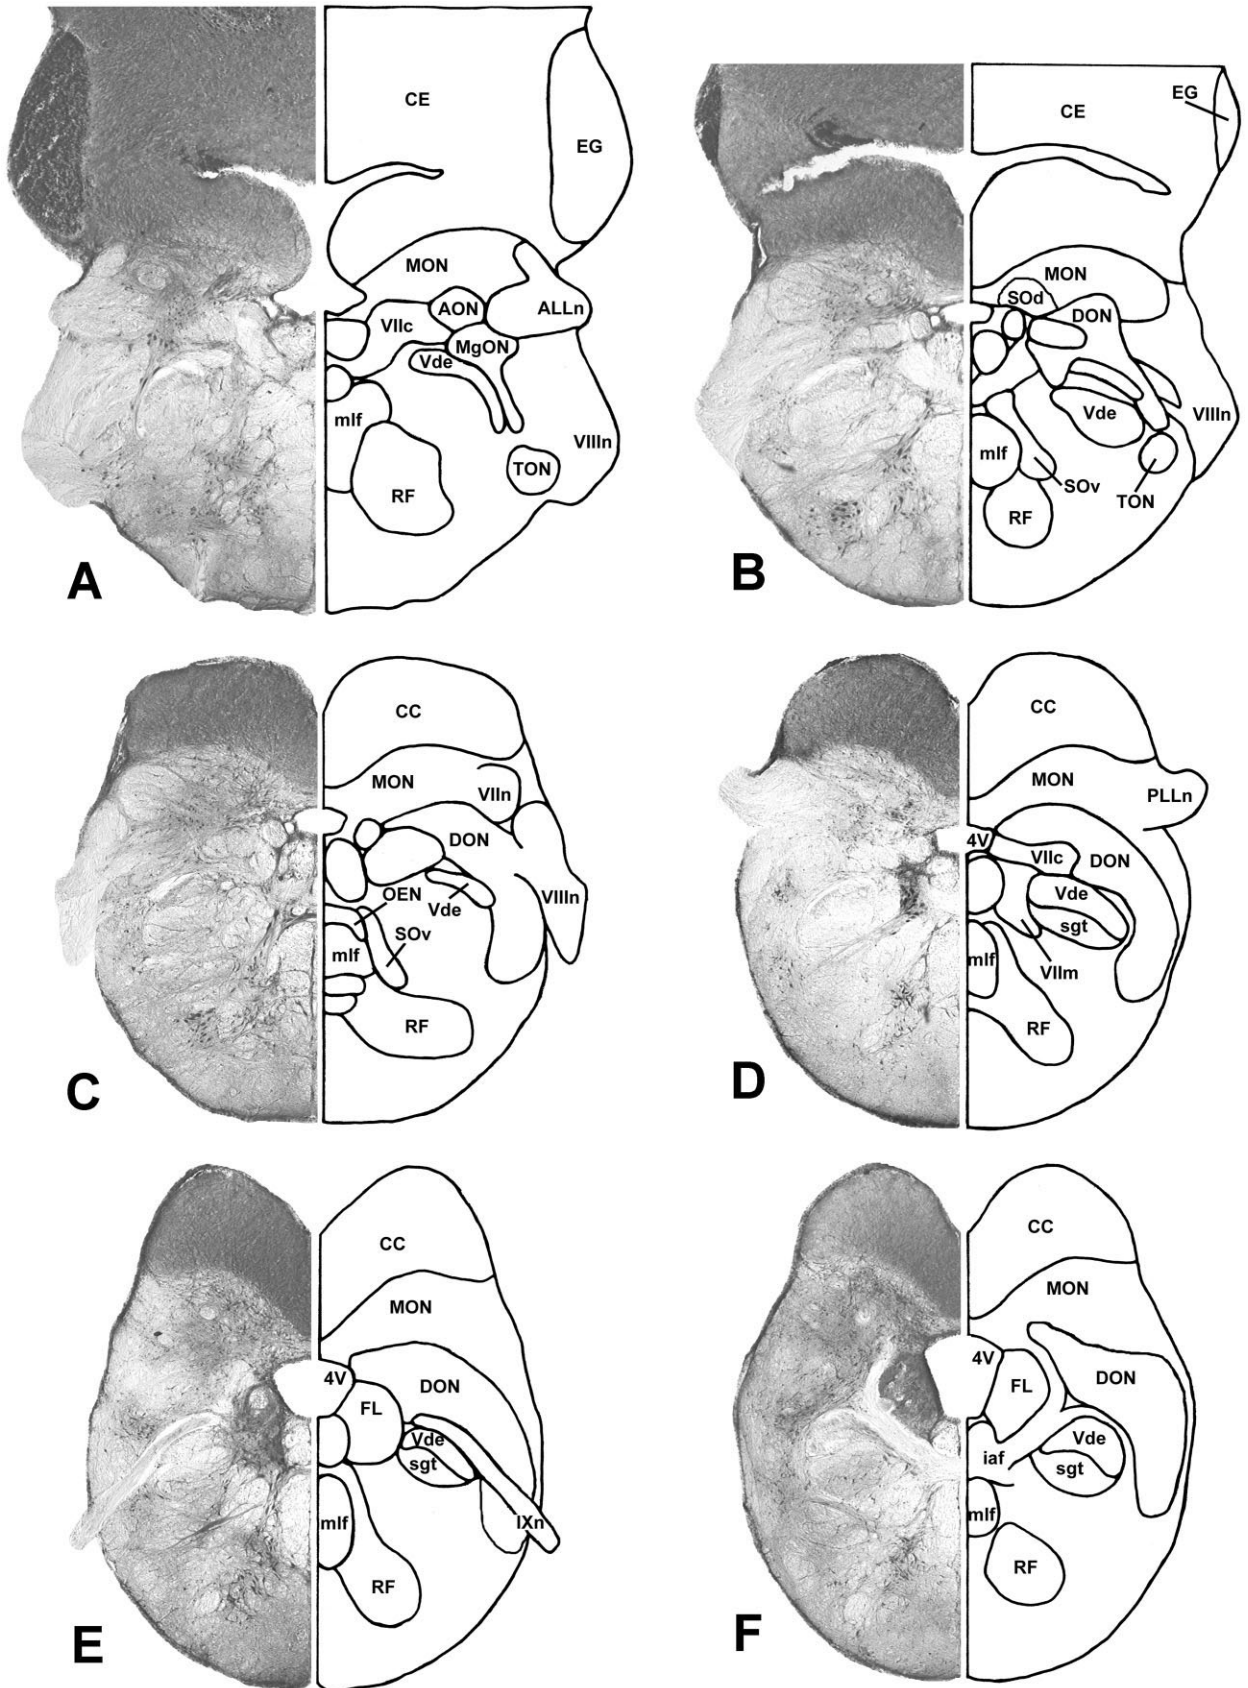 CE
EG
MON
AON
ALLn
VIIc
MgON
Vde
mlf
VIIIn
TON
RF
A
EG
CE
MON
SOd
DON
Vde
VIIIn
mlf
SOv
TON
RF
B
CC
MON
VIIn
DON
OEN
Vde
VIIIn
SOv
mlf
RF
C
CC
MON
PLLn
4V
VIIc
DON
Vde
sgt
mlf
VIIm
RF
D
CC
MON
4V
DON
FL
Vde
sgt
mlf
IXn
RF
E
CC
MON
4V
FL
DON
Vde
iaf
sgt
mlf
RF
F